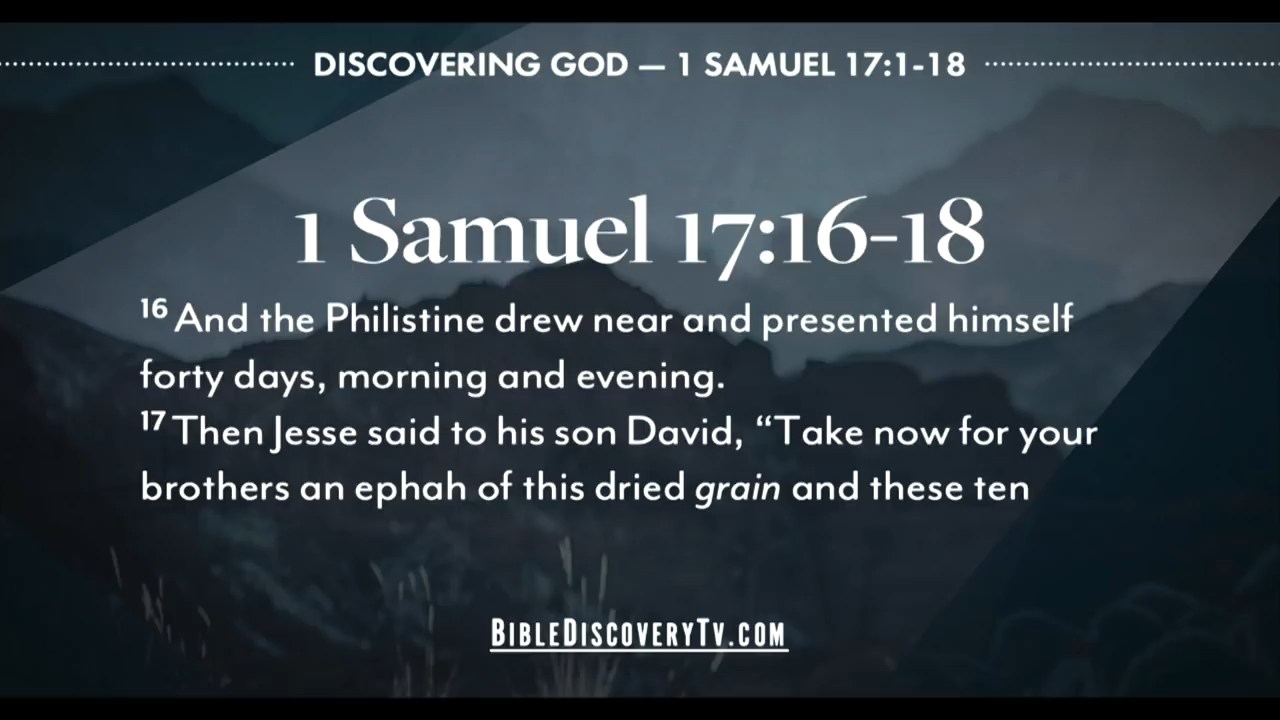 DISCOVERING GOD — 1 SAMUEL 17:1-18
1 Samuel 17:16-18
16 And the Philistine drew near and presented himself
forty days, morning and evening.
17 Then Jesse said to his son David, “Take now for your
brothers an ephah of this dried grain and these ten
BIBLEDISCOVERYTV.COM